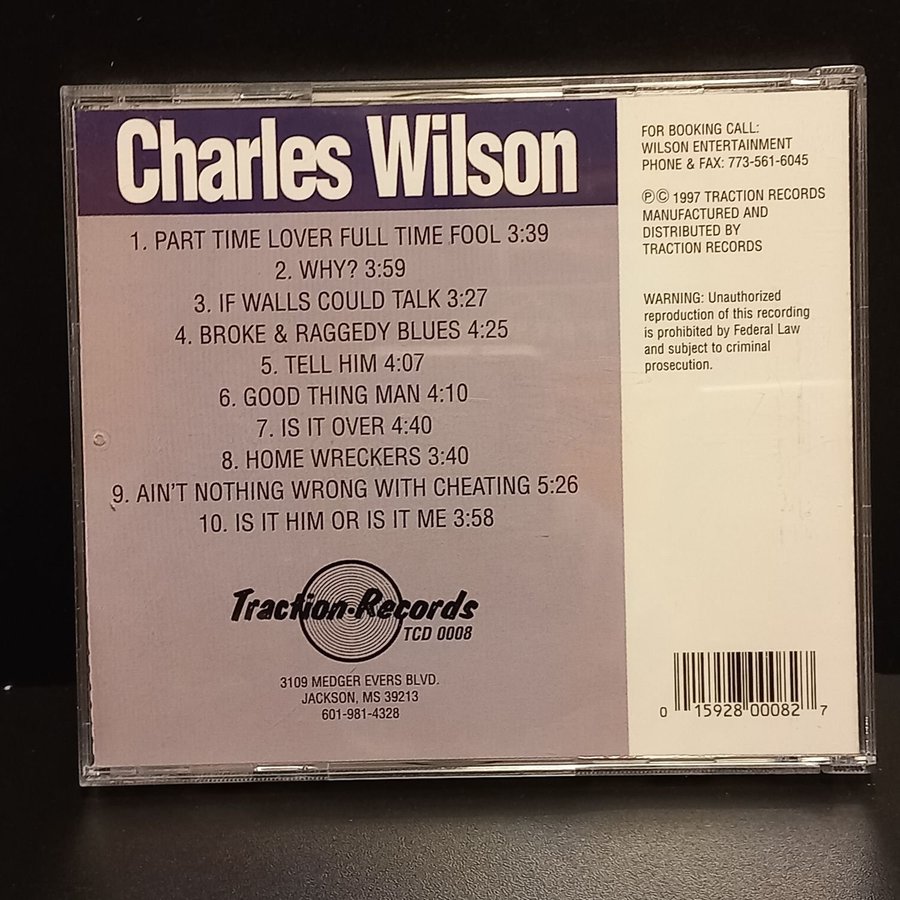 Charles Wilson
1. PART TIME LOVER FULL TIME FOOL 3:39
2. WHY? 3:59
3. IF WALLS COULD TALK 3:27
4. BROKE & RAGGEDY BLUES 4:25
5. TELL HIM 4:07
6. GOOD THING MAN 4:10
7. IS IT OVER 4:40
8. HOME WRECKERS 3:40
9. AIN'T NOTHING WRONG WITH CHEATING 5:26
10. IS IT HIM OR IS IT ME 3:58
Traction-Records
TCD 0008
3109 MEDGER EVERS BLVD.
JACKSON, MS 39213
601-981-4328
FOR BOOKING CALL:
WILSON ENTERTAINMENT
PHONE & FAX: 773-561-6045
℗© 1997 TRACTION RECORDS
MANUFACTURED AND
DISTRIBUTED BY
TRACTION RECORDS
WARNING: Unauthorized
reproduction of this recording
is prohibited by Federal Law
and subject to criminal
prosecution.
0 15928 00082 7